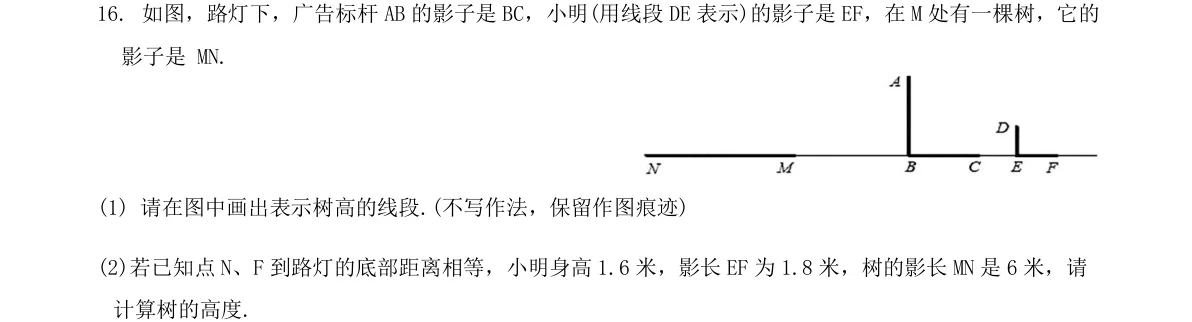 16. 如图，路灯下，广告标杆 AB 的影子是 BC，小明(用线段 DE 表示)的影子是 EF，在 M 处有一棵树，它的
影子是 MN.
A
D
N M B C E F
(1) 请在图中画出表示树高的线段.(不写作法，保留作图痕迹)
(2)若已知点 N、F 到路灯的底部距离相等，小明身高 1.6 米，影长 EF 为 1.8 米，树的影长 MN 是 6 米，请
计算树的高度.